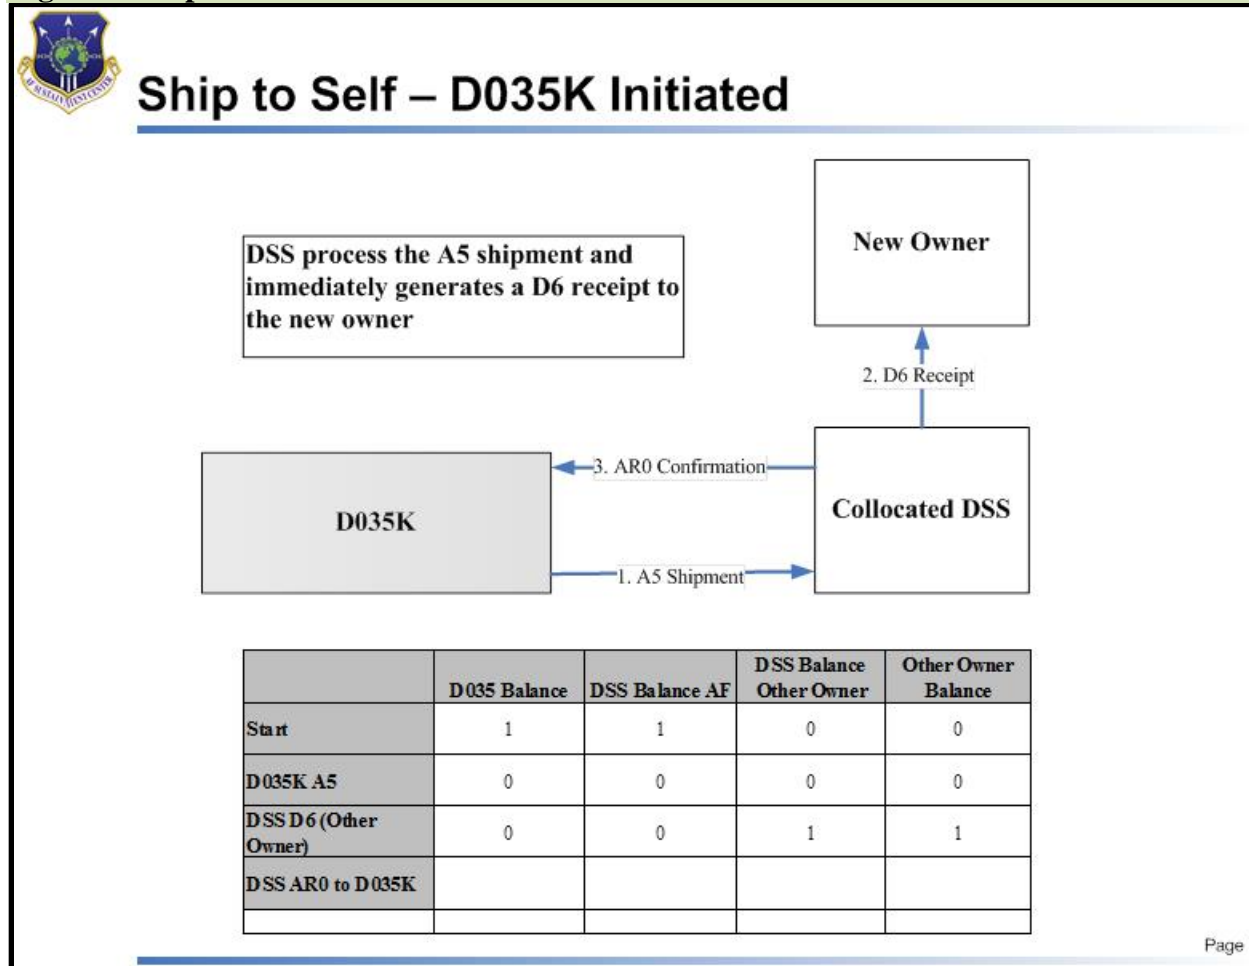 Ship to Self – D035K Initiated
DSS process the A5 shipment and
immediately generates a D6 receipt to
the new owner
New Owner
2. D6 Receipt
3. AR0 Confirmation
D035K
Collocated DSS
1. A5 Shipment
D035 Balance
DSS Balance AF
DSS Balance
Other Owner
Other Owner
Balance
Start 1 1 0 0
D035K A5 0 0 0 0
DSS D6 (Other
Owner) 0 0 1 1
DSS AR0 to D035K
Page